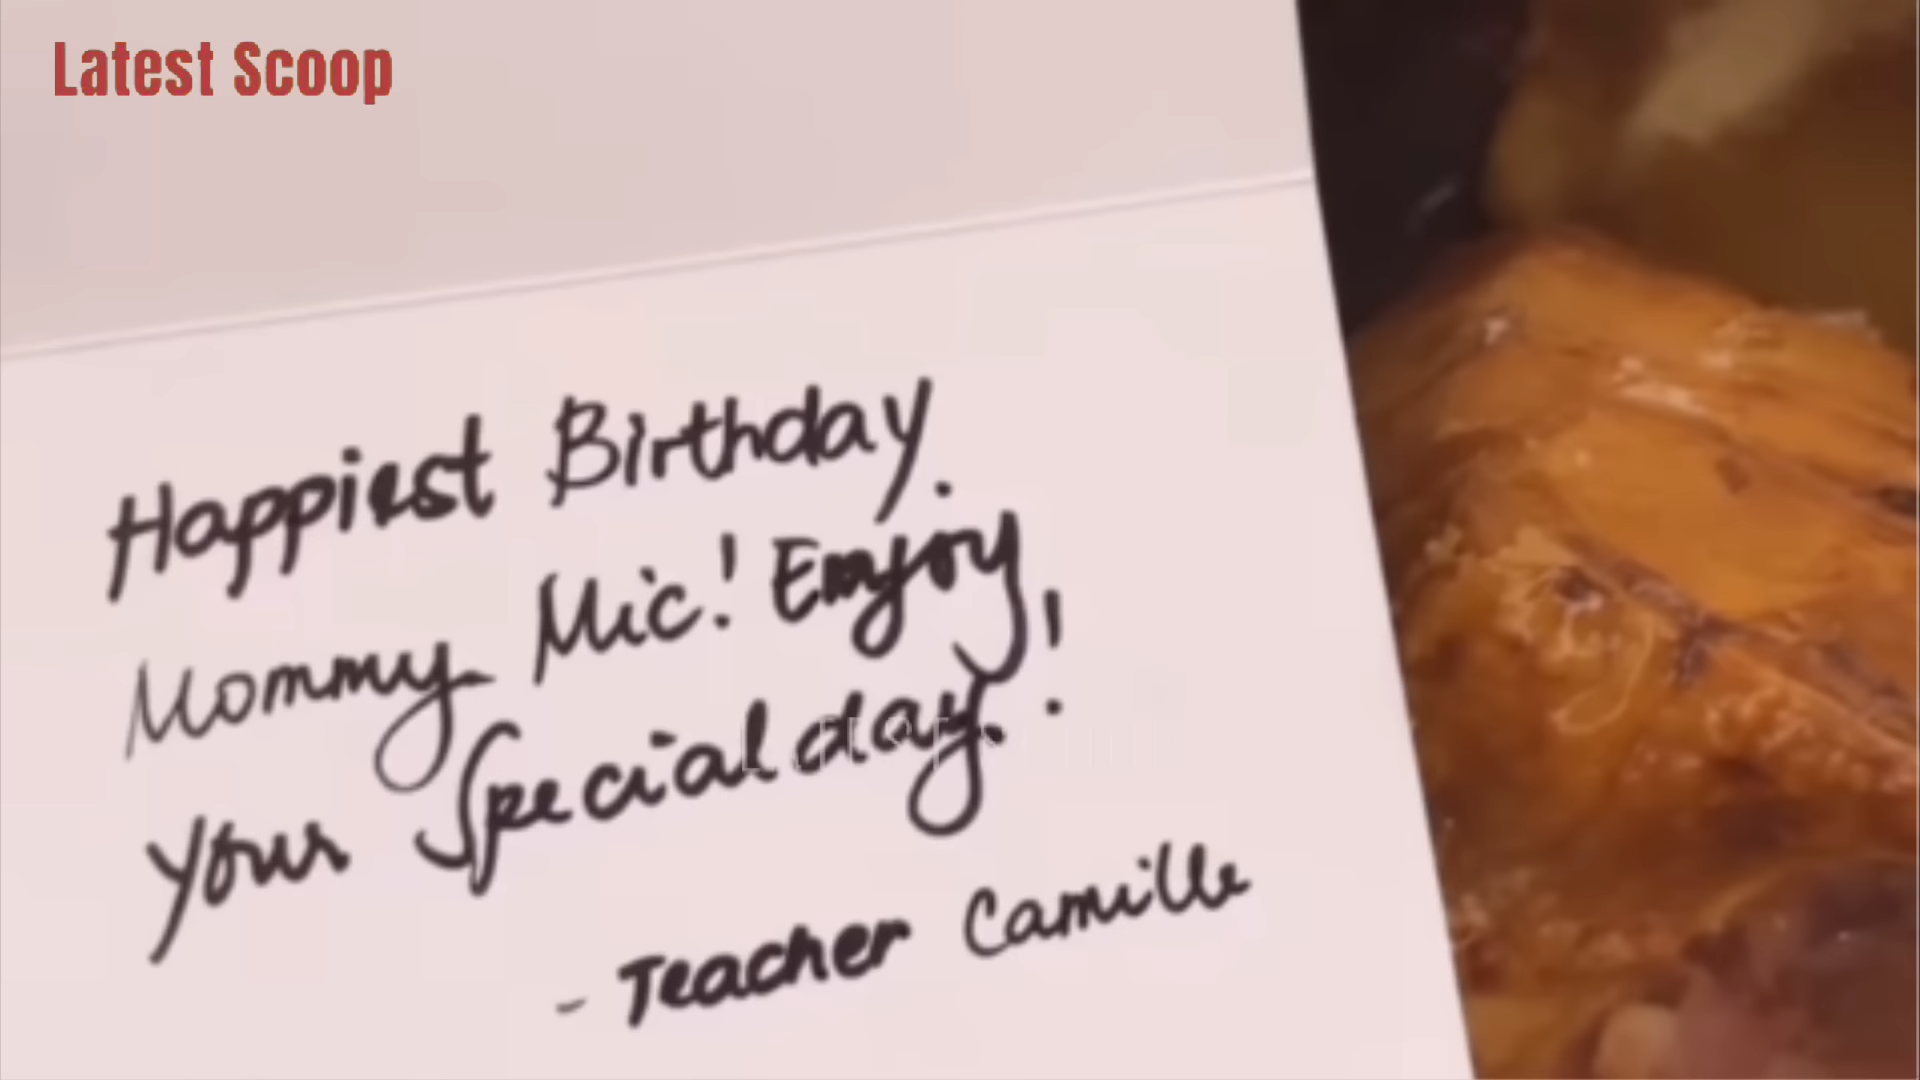 Latest Scoop
Happiest Birthday
Mommy Mic! Enjoy
Your Special day!
- Teacher Camille